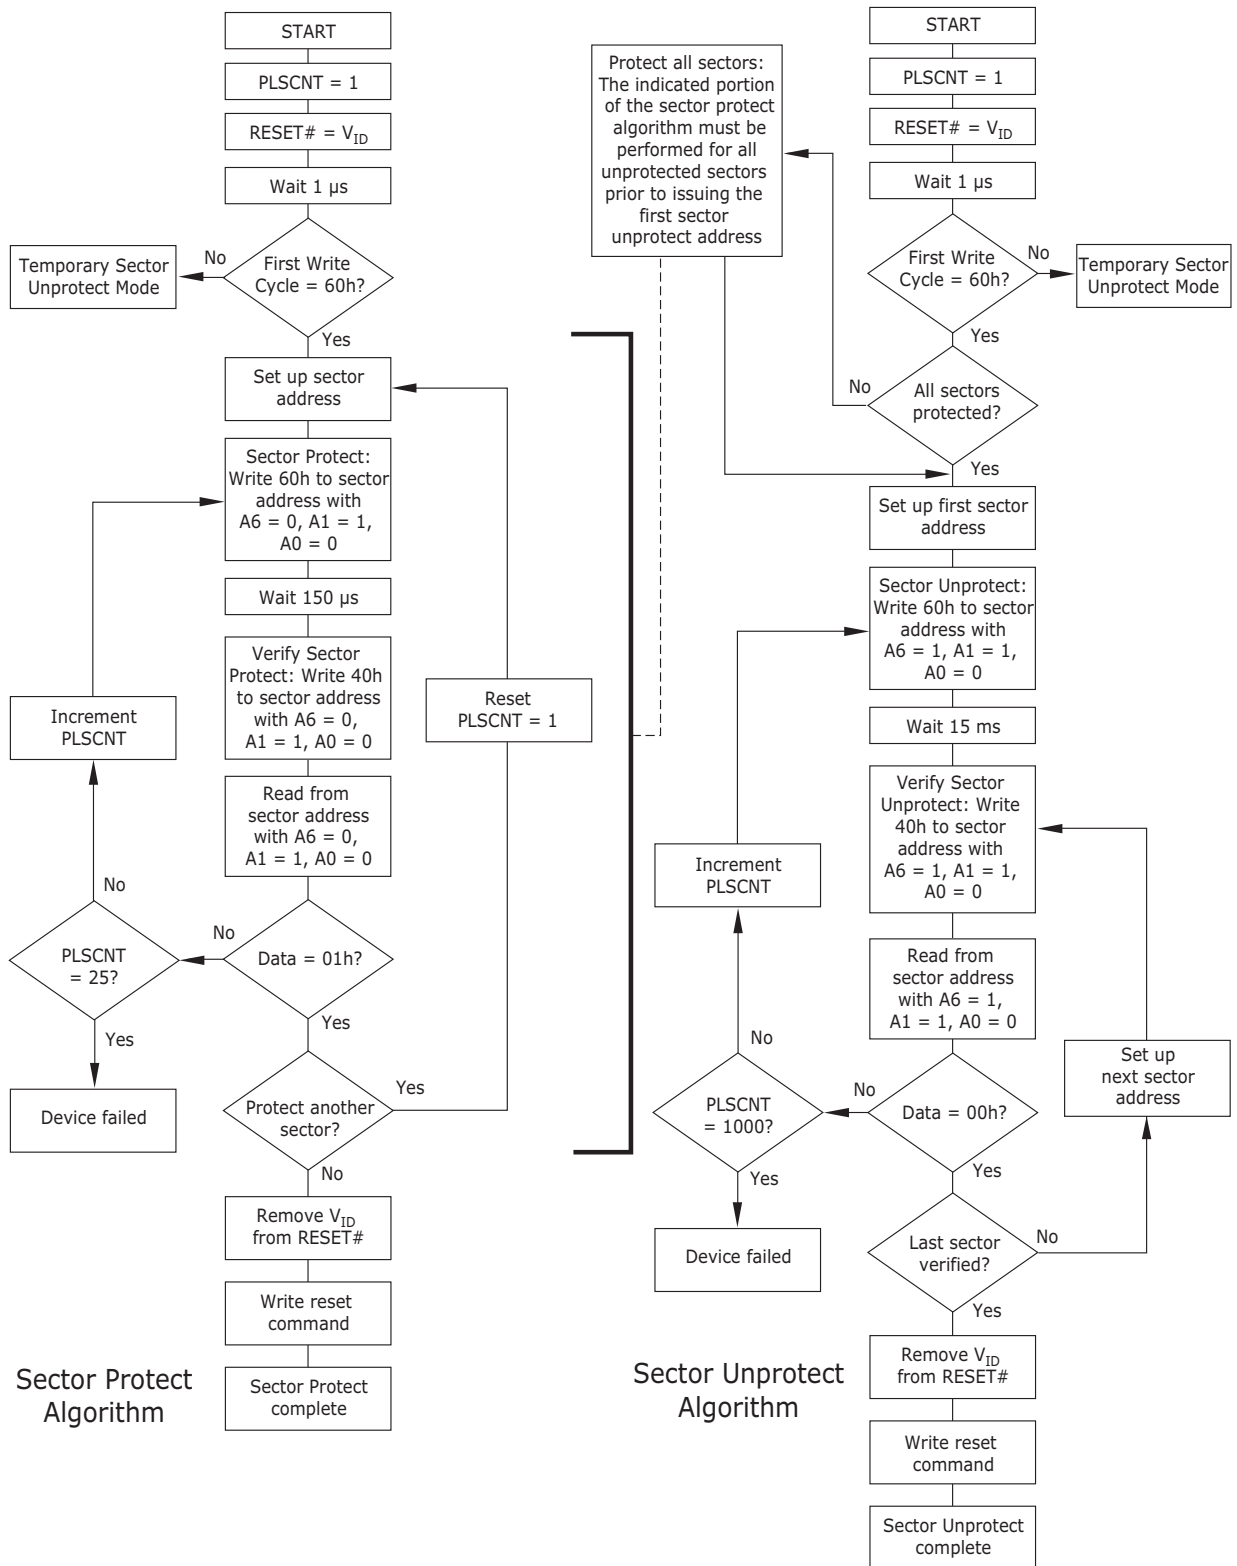 START
PLSCNT = 1
RESET# = VID
Wait 1 µs
First Write
Cycle = 60h?
No
Temporary Sector
Unprotect Mode
Yes
Set up sector
address
Sector Protect:
Write 60h to sector
address with
A6 = 0, A1 = 1,
A0 = 0
Wait 150 µs
Verify Sector
Protect: Write 40h
to sector address
with A6 = 0,
A1 = 1, A0 = 0
Reset
PLSCNT = 1
Increment
PLSCNT
Read from
sector address
with A6 = 0,
A1 = 1, A0 = 0
No
PLSCNT
= 25?
No
Data = 01h?
Yes
Yes
Device failed
Protect another
sector?
Yes
No
Remove VID
from RESET#
Write reset
command
Sector Protect
complete
Sector Protect
Algorithm
Protect all sectors:
The indicated portion
of the sector protect
algorithm must be
performed for all
unprotected sectors
prior to issuing the
first sector
unprotect address
START
PLSCNT = 1
RESET# = VID
Wait 1 µs
First Write
Cycle = 60h?
No
Temporary Sector
Unprotect Mode
Yes
No
All sectors
protected?
Yes
Set up first sector
address
Sector Unprotect:
Write 60h to sector
address with
A6 = 1, A1 = 1,
A0 = 0
Wait 15 ms
Verify Sector
Unprotect: Write
40h to sector
address with
A6 = 1, A1 = 1,
A0 = 0
Increment
PLSCNT
Read from
sector address
with A6 = 1,
A1 = 1, A0 = 0
No
Set up
next sector
address
PLSCNT
= 1000?
No
Data = 00h?
Yes
Yes
Device failed
Last sector
verified?
No
Yes
Remove VID
from RESET#
Write reset
command
Sector Unprotect
complete
Sector Unprotect
Algorithm